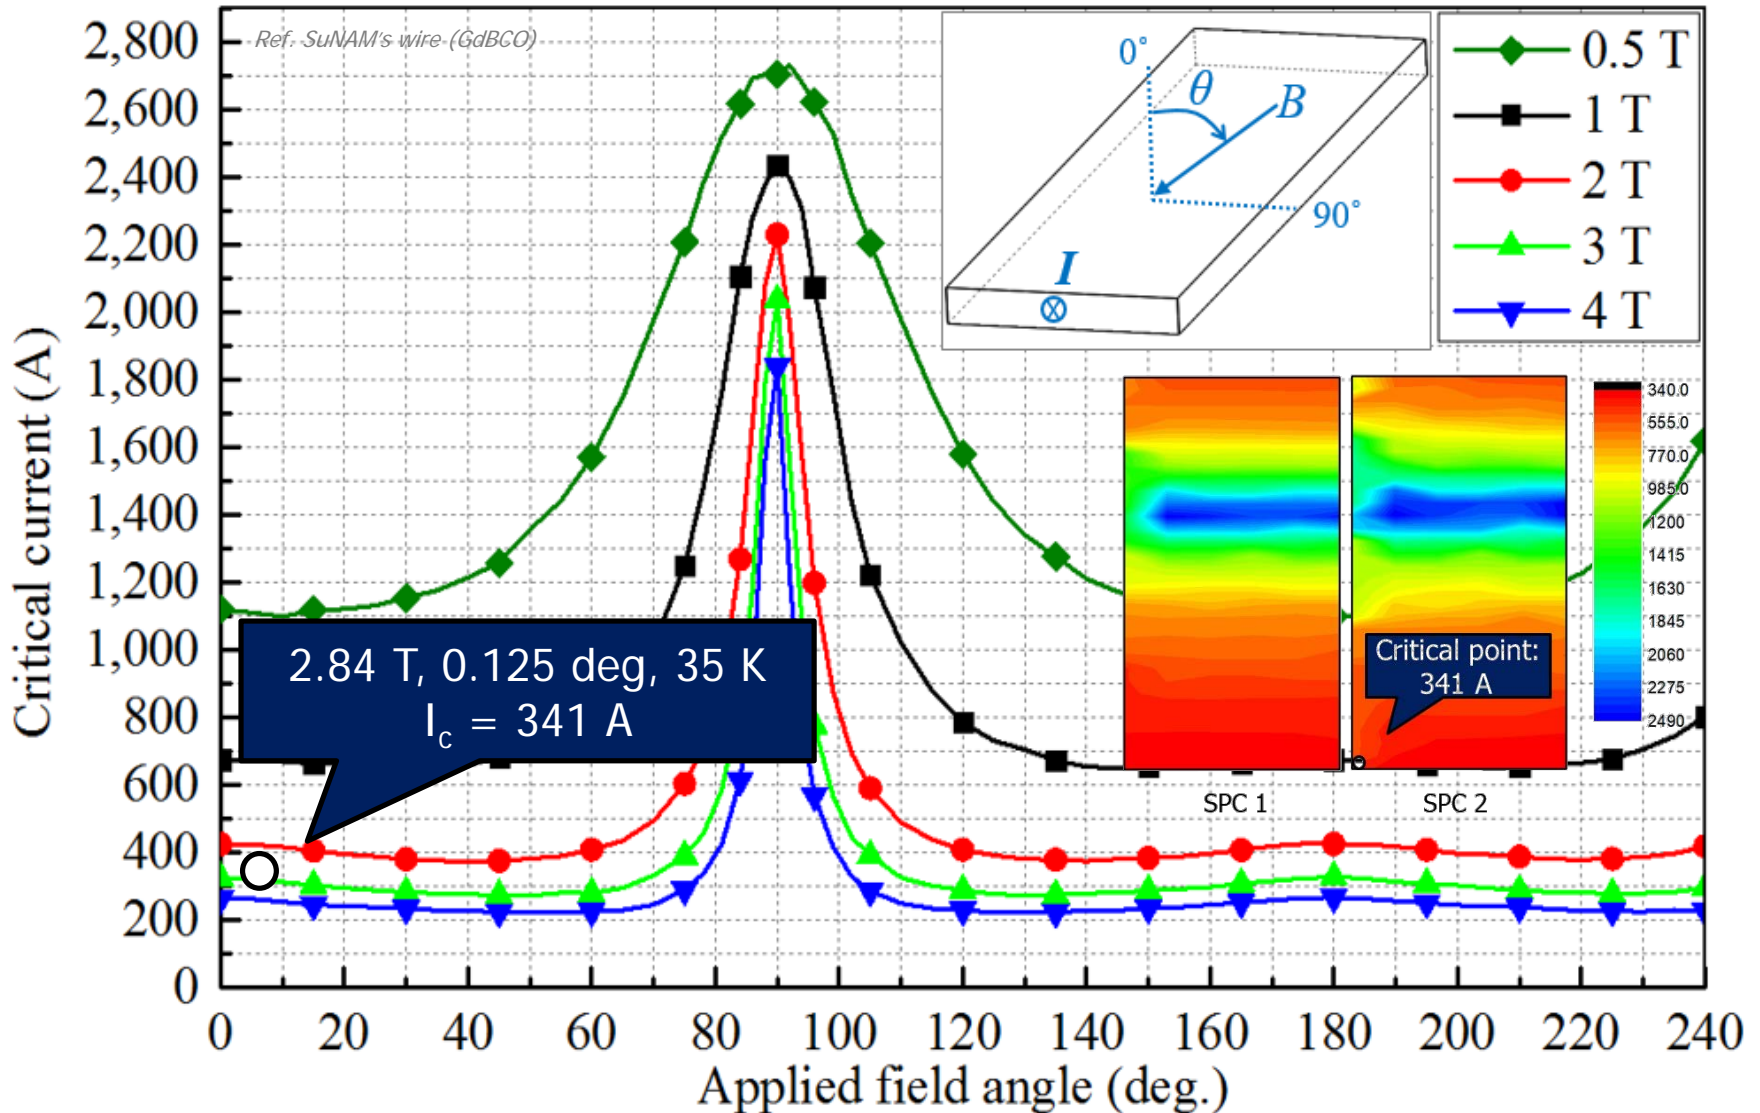 Ref. SuNAM's wire (GdBCO)
Critical current (A)
2,800
2,600
2,400
2,200
2,000
1,800
1,600
1,400
1,200
1,000
800
600
400
200
0
0 20 40 60 80 100 120 140 160 180 200 220 240
Applied field angle (deg.)
0°
θ
B
90°
I
0.5 T
1 T
2 T
3 T
4 T
2.84 T, 0.125 deg, 35 K
Ic = 341 A
Critical point:
341 A
SPC 1
SPC 2
340.0
555.0
770.0
985.0
1200
1415
1630
1845
2060
2275
2490